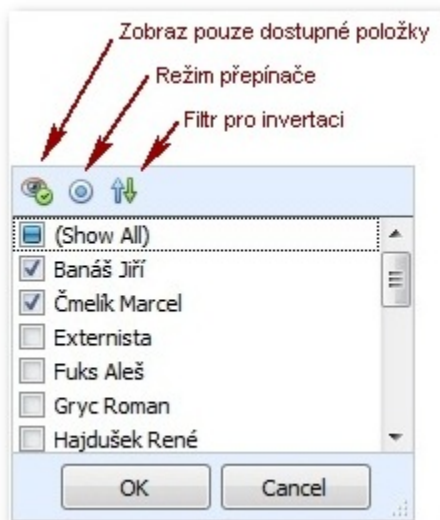 Zobraz pouze dostupné položky
Režim přepínače
Filtr pro invertaci
(Show All)
Banáš Jiří
Čmelík Marcel
Externista
Fuks Aleš
Gryc Roman
Hajdušek René
OK Cancel